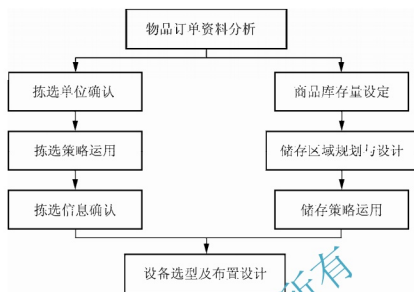 物品订单资料分析
拣选单位确认
商品库存量设定
拣选策略运用
储存区域规划与设计
拣选信息确认
储存策略运用
设备选型及布置设计
所有